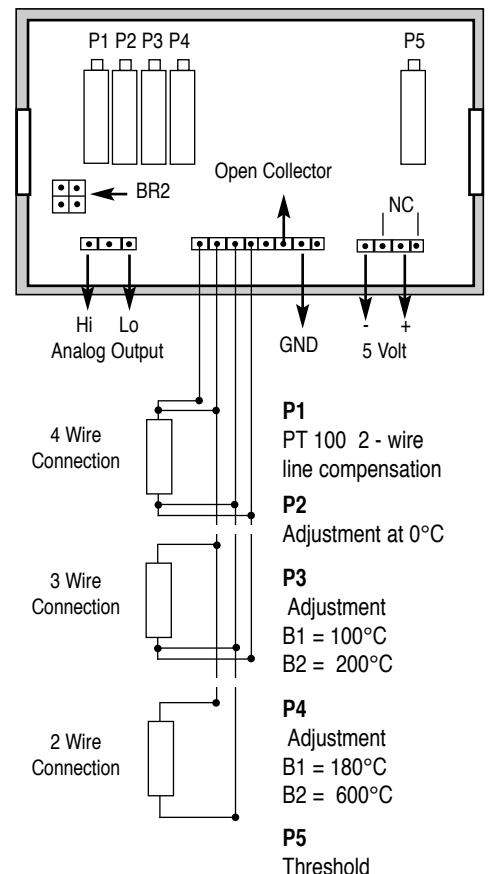 P1 P2 P3 P4
P5
Open Collector
BR2
NC
Hi Lo
Analog Output
GND
- +
5 Volt
4 Wire
Connection
3 Wire
Connection
2 Wire
Connection
P1
PT 100 2 - wire
line compensation
P2
Adjustment at 0°C
P3
Adjustment
B1 = 100°C
B2 = 200°C
P4
Adjustment
B1 = 180°C
B2 = 600°C
P5
Threshold